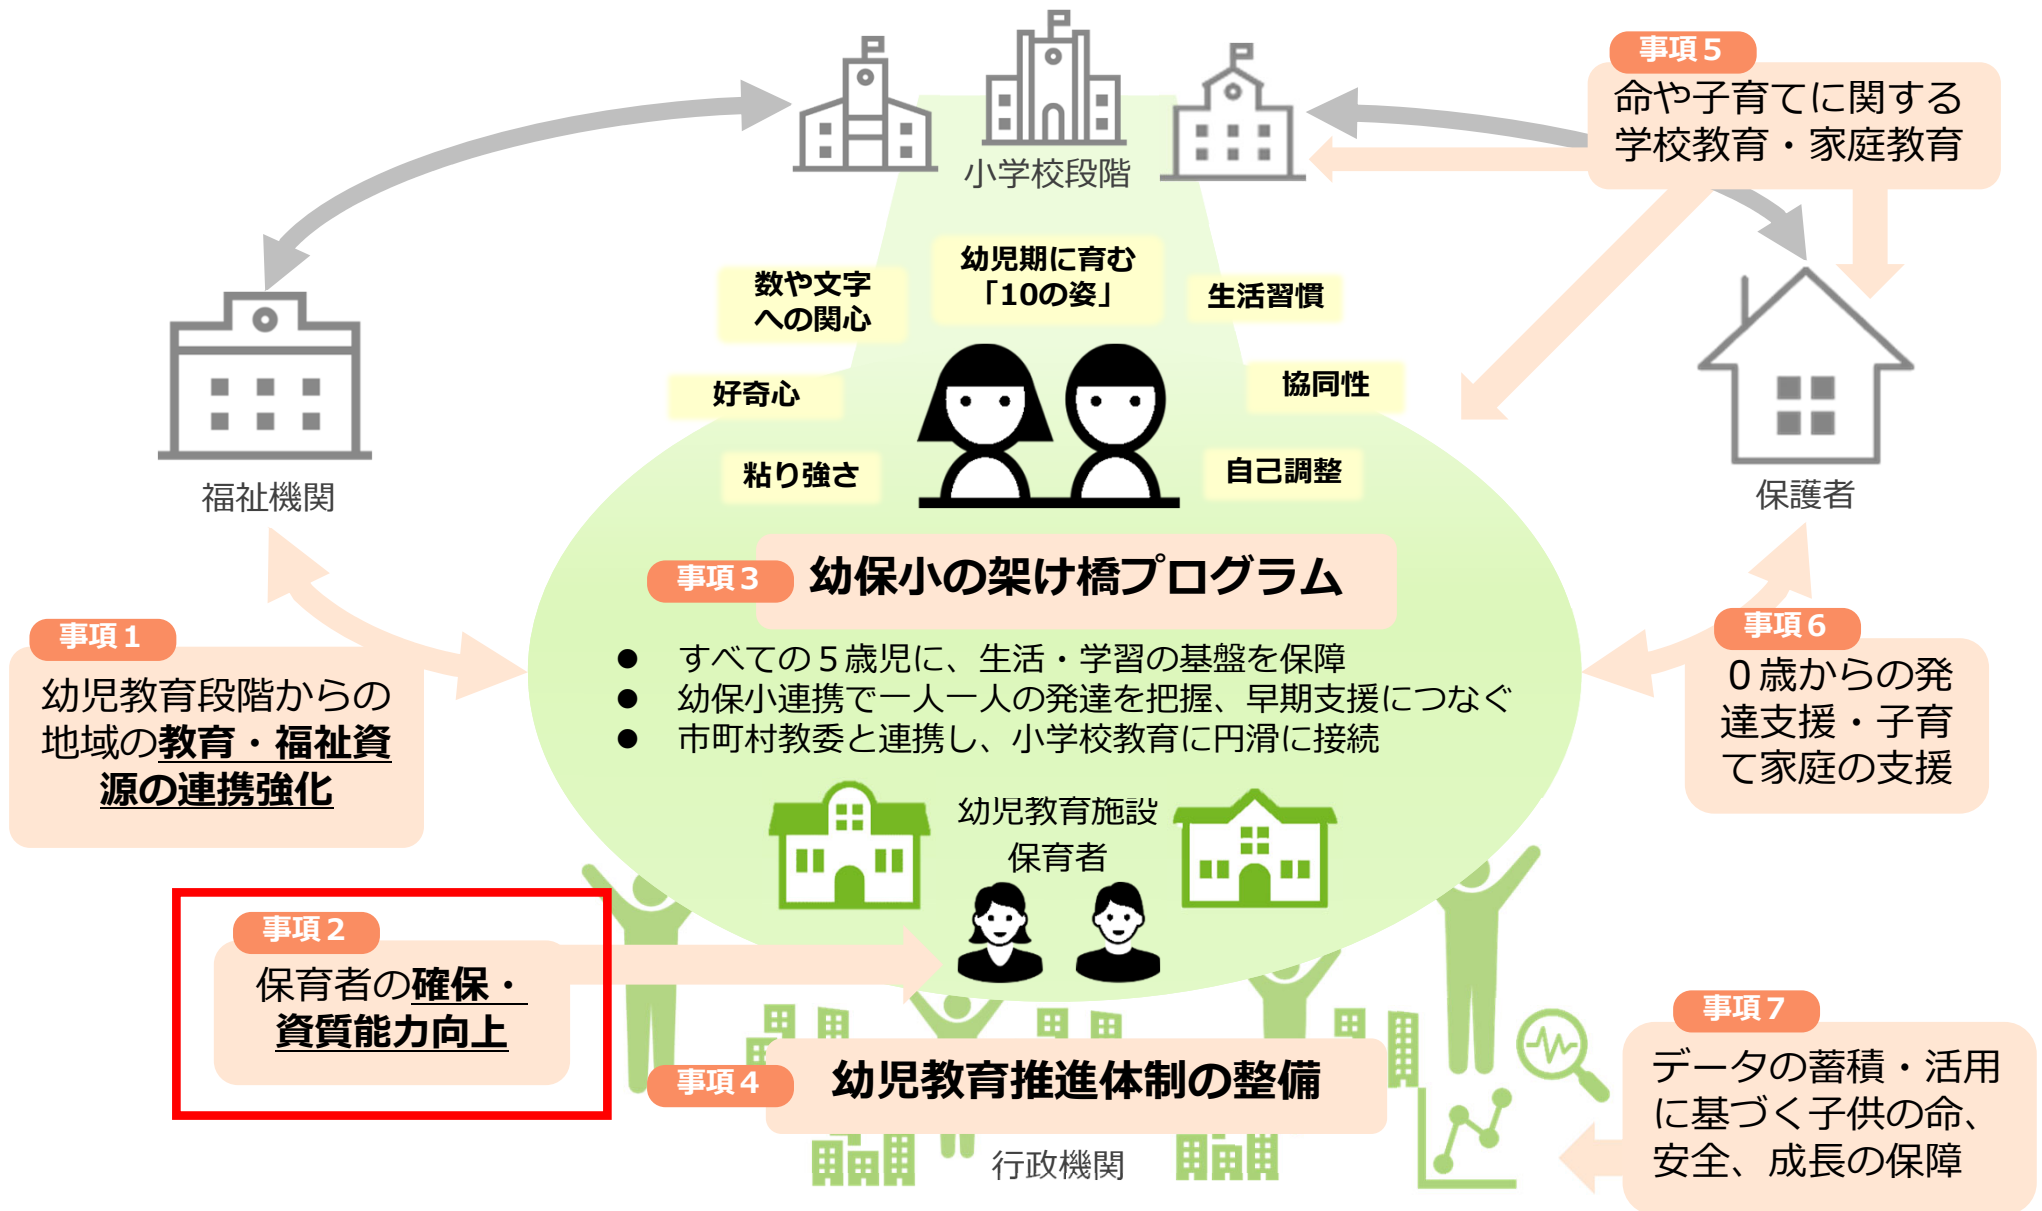 小学校段階
事項５
命や子育てに関する
学校教育・家庭教育
幼児期に育む
「10の姿」
数や文字
への関心
生活習慣
好奇心
協同性
粘り強さ
自己調整
福祉機関
保護者
事項３
幼保小の架け橋プログラム
● すべての５歳児に、生活・学習の基盤を保障
● 幼保小連携で一人一人の発達を把握、早期支援につなぐ
● 市町村教委と連携し、小学校教育に円滑に接続
事項１
幼児教育段階からの
地域の教育・福祉資
源の連携強化
事項６
０歳からの発
達支援・子育
て家庭の支援
幼児教育施設
保育者
事項２
保育者の確保・
資質能力向上
事項４
幼児教育推進体制の整備
行政機関
事項７
データの蓄積・活用
に基づく子供の命、
安全、成長の保障